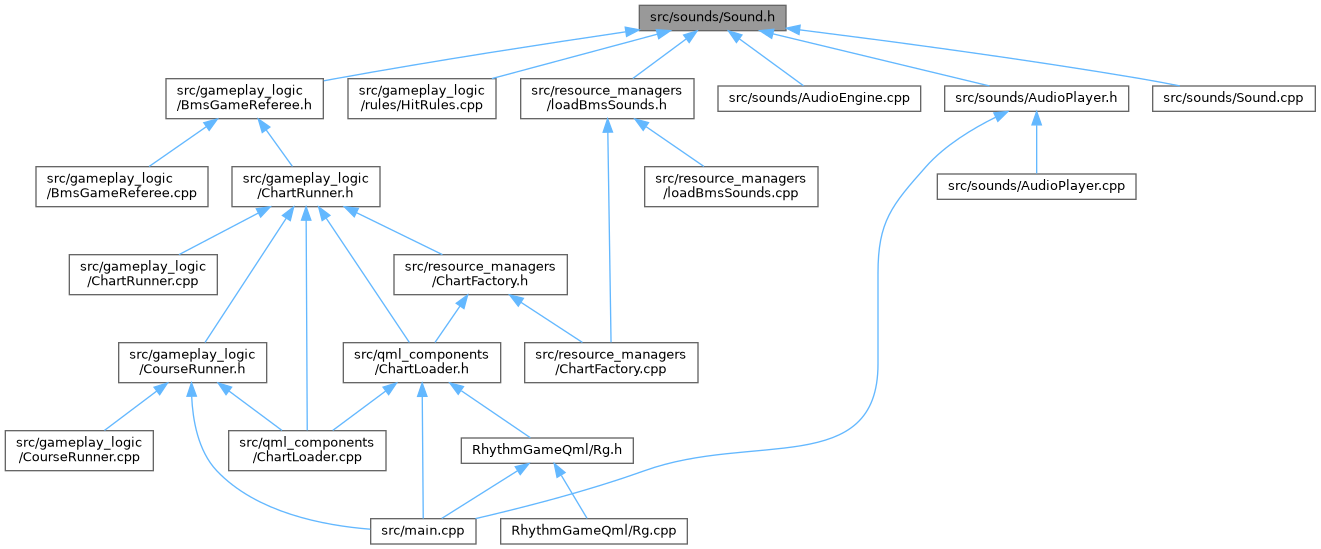 src/sounds/Sound.h
src/gameplay_logic
/BmsGameReferee.h
src/gameplay_logic
/rules/HitRules.cpp
src/resource_managers
/loadBmsSounds.h
src/sounds/AudioEngine.cpp
src/sounds/AudioPlayer.h
src/sounds/Sound.cpp
src/gameplay_logic
/BmsGameReferee.cpp
src/gameplay_logic
/ChartRunner.h
src/resource_managers
/loadBmsSounds.cpp
src/sounds/AudioPlayer.cpp
src/gameplay_logic
/ChartRunner.cpp
src/resource_managers
/ChartFactory.h
src/gameplay_logic
/CourseRunner.h
src/qml_components
/ChartLoader.h
src/resource_managers
/ChartFactory.cpp
src/gameplay_logic
/CourseRunner.cpp
src/qml_components
/ChartLoader.cpp
RhythmGameQml/Rg.h
src/main.cpp
RhythmGameQml/Rg.cpp